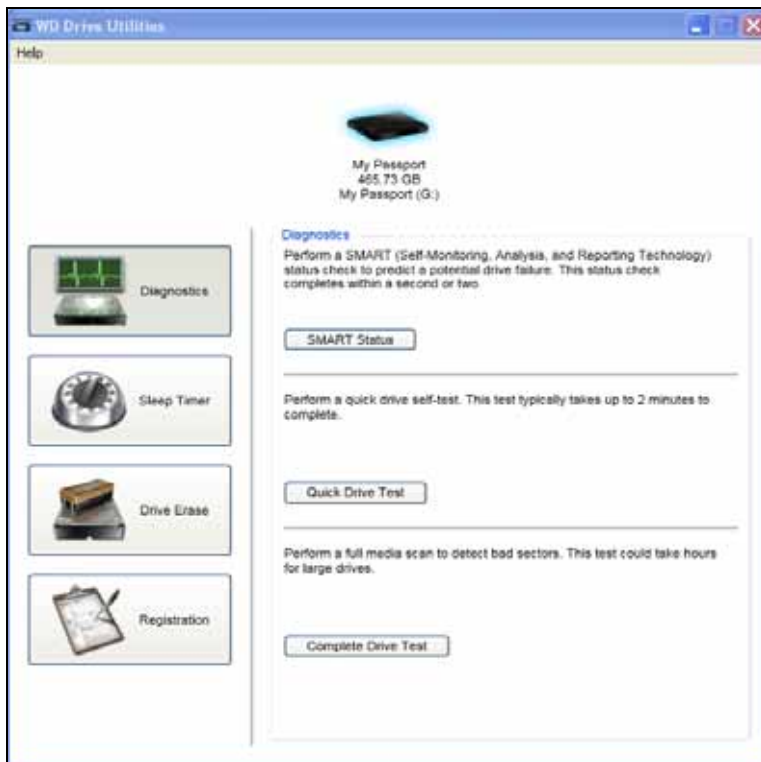 WD Drive Utilities
Help
My Passport
465.73 GB
My Passport (G:)
Diagnostics
Sleep Timer
Drive Erase
Registration
Diagnostics
Perform a SMART (Self-Monitoring, Analysis, and Reporting Technology)
status check to predict a potential drive failure. This status check
completes within a second or two.
SMART Status
Perform a quick drive self-test. This test typically takes up to 2 minutes to
complete.
Quick Drive Test
Perform a full media scan to detect bad sectors. This test could take hours
for large drives.
Complete Drive Test